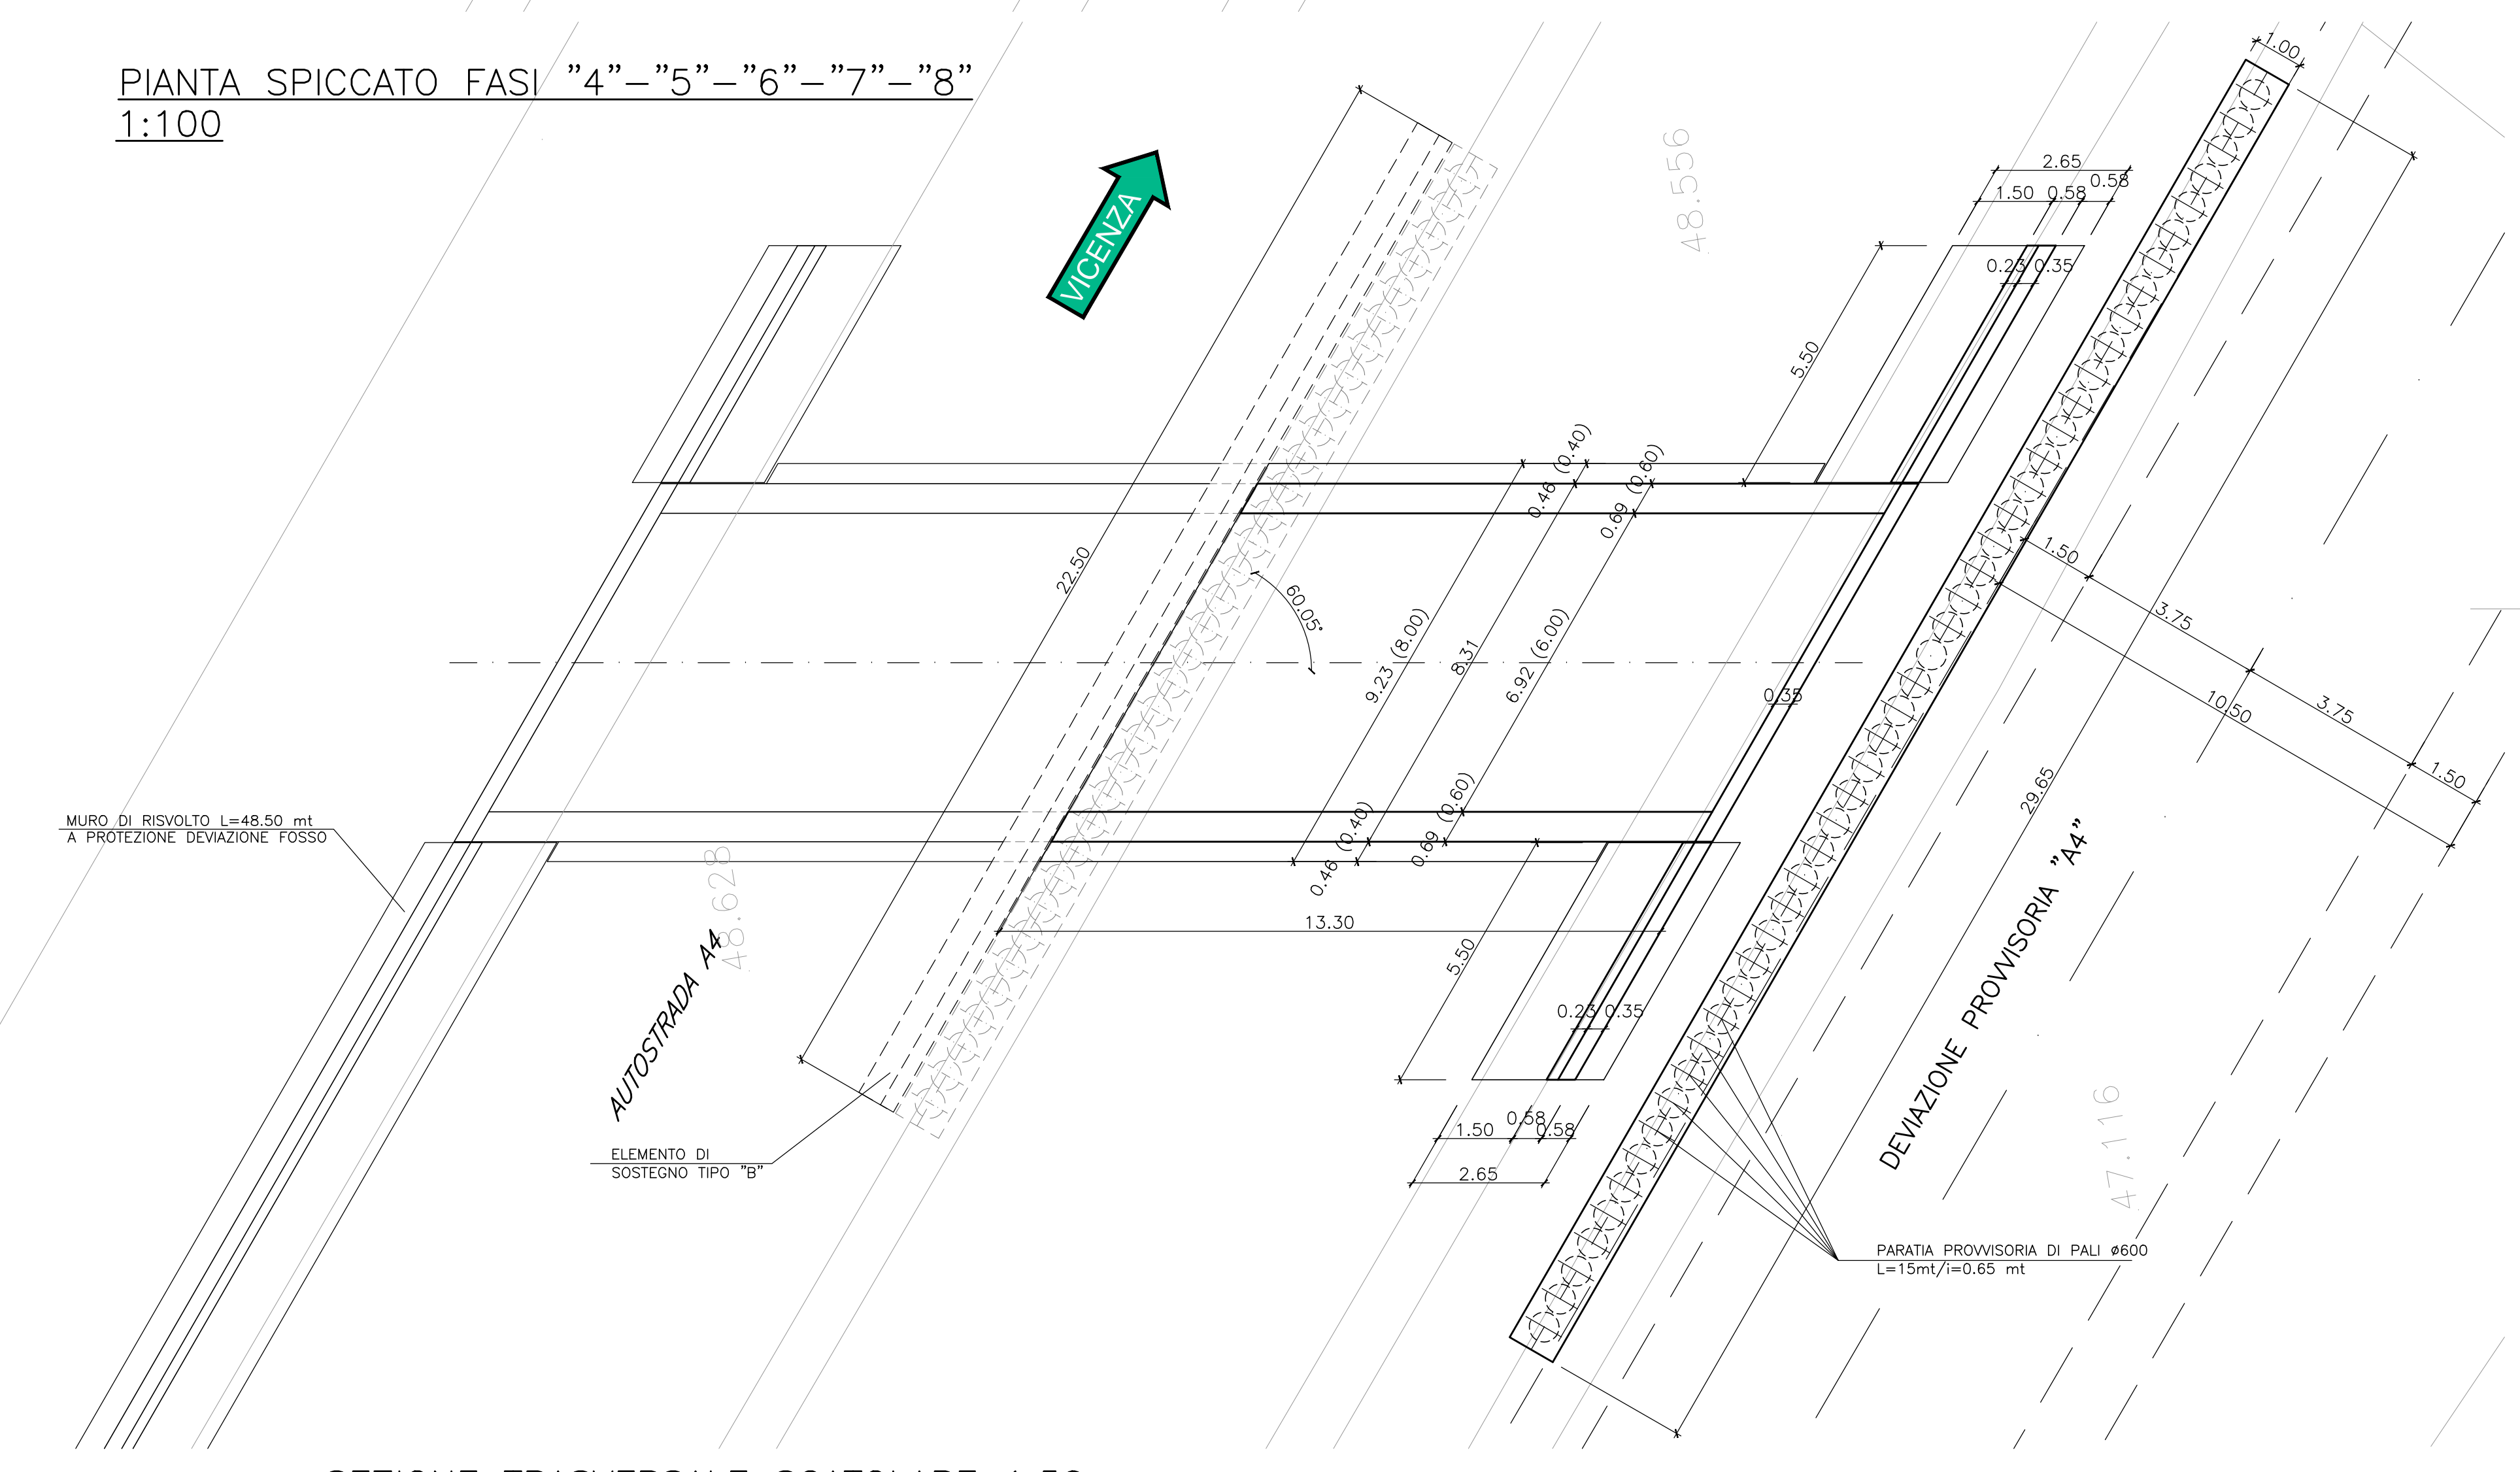 PIANTA SPICCATO FASI "4"-"5"-"6"-"7"-"8"
1:100
VICENZA
48.556
1.00
2.65
1.50 0.58 0.58
0.23 0.35
5.50
22.50
60.05°
0.46 (0.40)
0.69 (0.60)
9.23 (8.00)
8.31
6.92 (6.00)
0.35
1.50
3.75
3.75
1.50
10.50
29.65
MURO DI RISVOLTO L=48.50 mt
A PROTEZIONE DEVIAZIONE FOSSO
0.46 (0.40)
0.69 (0.60)
13.30
5.50
0.23 0.35
48.628
AUTOSTRADA A4
ELEMENTO DI
SOSTEGNO TIPO "B"
1.50 0.58 0.58
2.65
DEVIAZIONE PROVVISORIA "A4"
47.116
PARATIA PROVVISORIA DI PALI ø600
L=15mt/i=0.65 mt